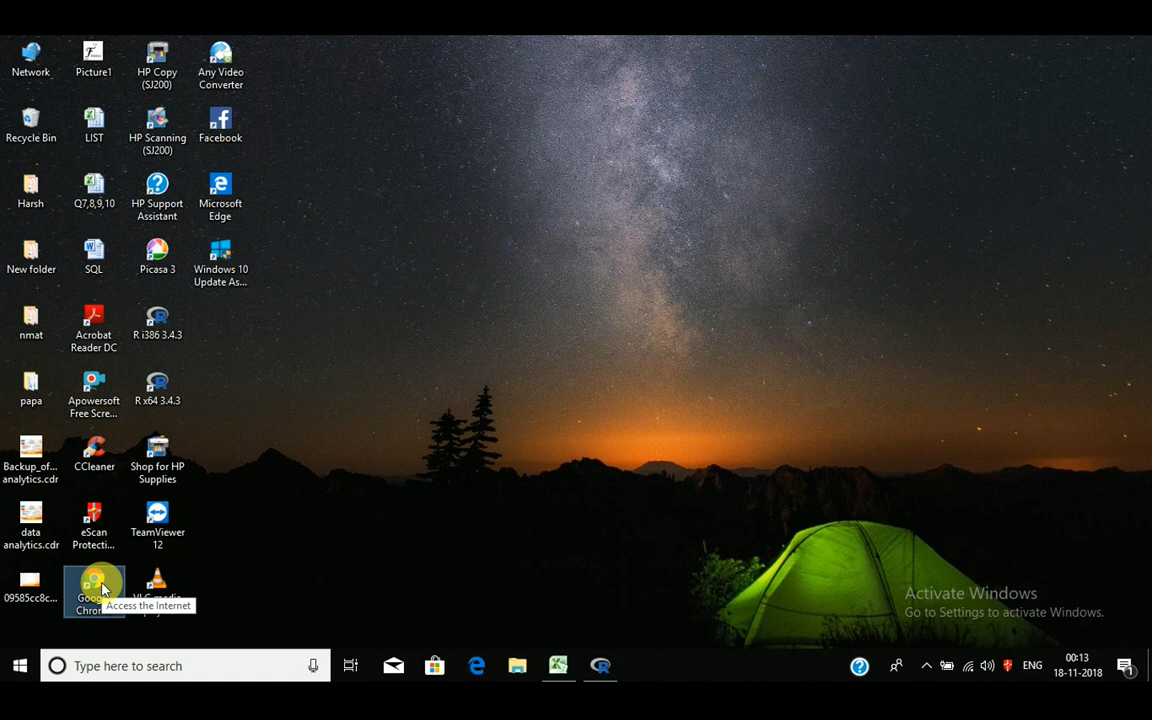 Network
Picture1
HP Copy
(SJ200)
Any Video
Converter
Recycle Bin
LIST
HP Scanning
(SJ200)
Facebook
Harsh
Q7,8,9,10
HP Support
Assistant
Microsoft
Edge
New folder
SQL
Picasa 3
Windows 10
Update As...
nmat
Acrobat
Reader DC
R i386 3.4.3
papa
Apowersoft
Free Scre...
R x64 3.4.3
Backup_of...
analytics.cdr
CCleaner
Shop for HP
Supplies
data
analytics.cdr
eScan
Protecti...
TeamViewer
12
09585cc8c...
Access the Internet
Activate Windows
Go to Settings to activate Windows.
Type here to search
ENG
00:13
18-11-2018
1